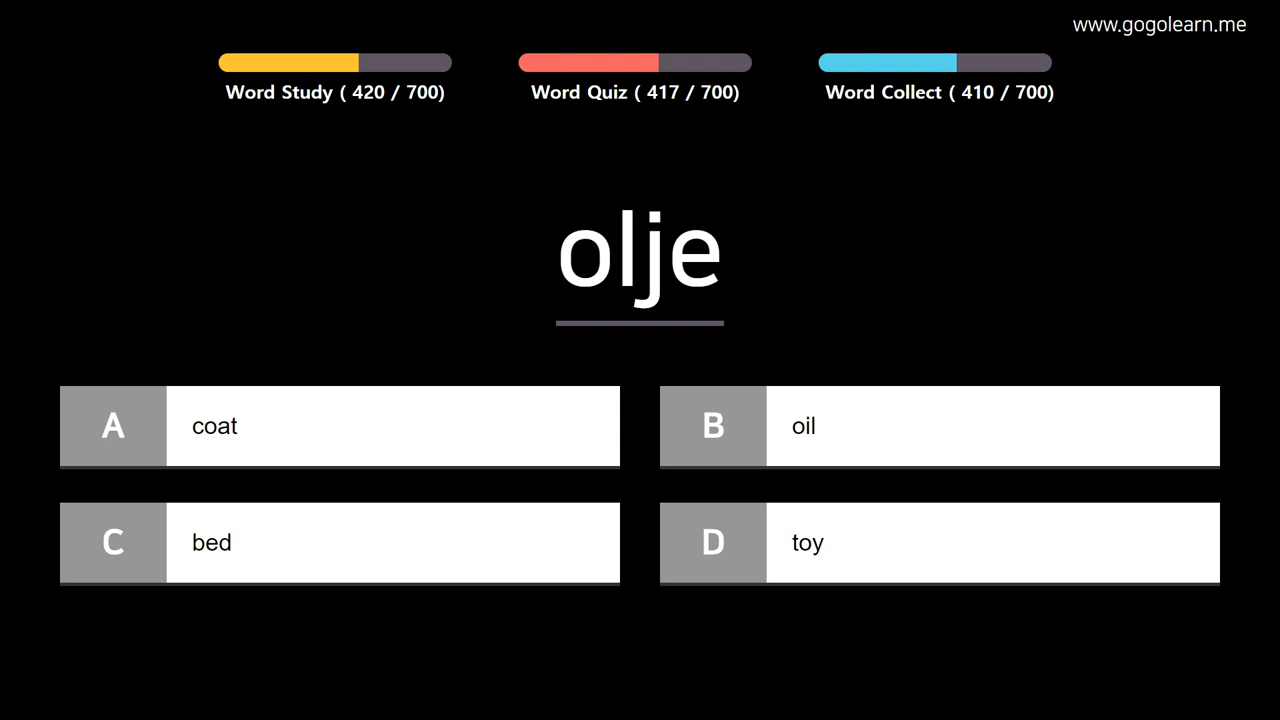 www.gogolearn.me
Word Study ( 420 / 700)
Word Quiz ( 417 / 700)
Word Collect ( 410 / 700)
olje
A coat
B oil
C bed
D toy